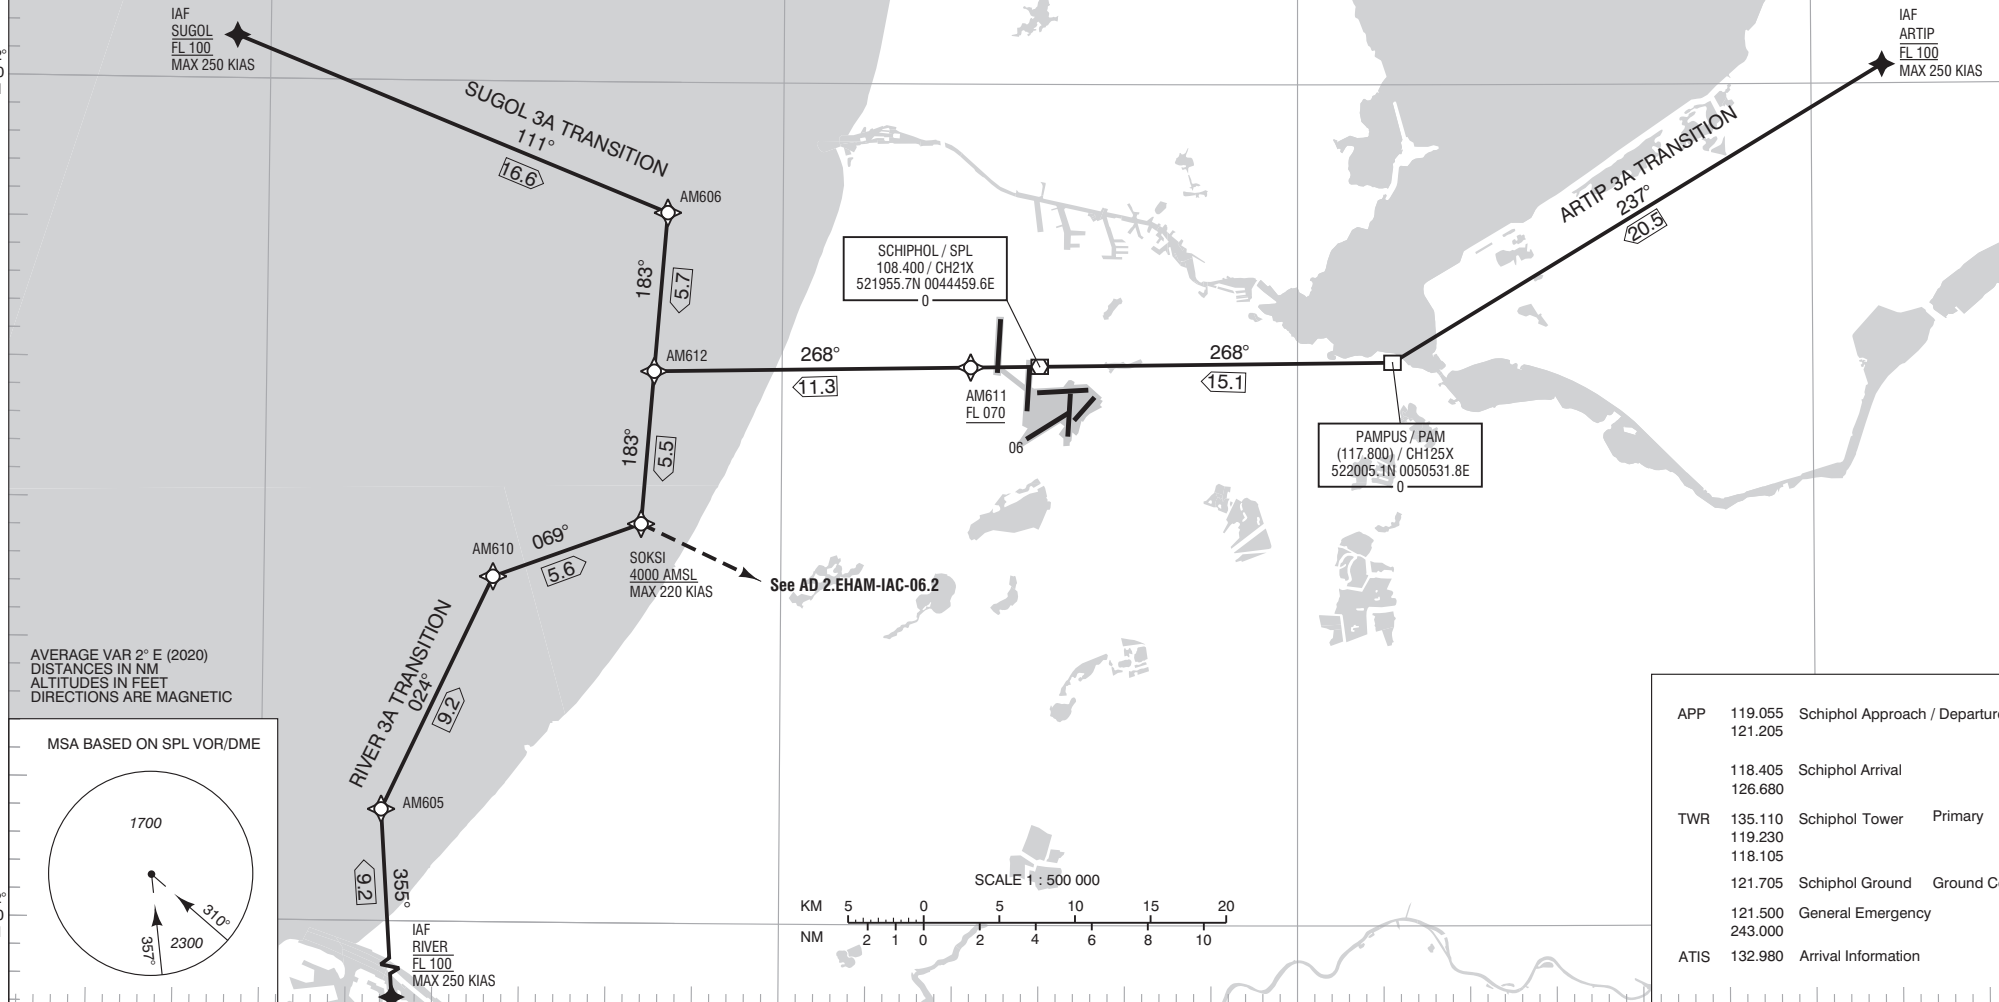 IAF
SUGOL
FL 100
MAX 250 KIAS
IAF
ARTIP
FL 100
MAX 250 KIAS
SUGOL 3A TRANSITION
111°
16.6
ARTIP 3A TRANSITION
237°
20.5
AM606
183°
5.7
SCHIPHOL / SPL
108.400 / CH21X
521955.7N 0044459.6E
0
AM612
268°
11.3
268°
15.1
AM611
FL 070
06
PAMPUS / PAM
(117.800) / CH125X
522005.1N 0050531.8E
0
183°
5.5
AM610
069°
5.6
SOKSI
4000 AMSL
MAX 220 KIAS
See AD 2.EHAM-IAC-06.2
RIVER 3A TRANSITION
024°
9.2
AVERAGE VAR 2° E (2020)
DISTANCES IN NM
ALTITUDES IN FEET
DIRECTIONS ARE MAGNETIC
MSA BASED ON SPL VOR/DME
1700
310°
357°
2300
AM605
9.2
355°
IAF
RIVER
FL 100
MAX 250 KIAS
SCALE 1 : 500 000
KM 5 0 5 10 15 20
NM 2 1 0 2 4 6 8 10
APP 119.055 Schiphol Approach / Departure
121.205
118.405 Schiphol Arrival
126.680
TWR 135.110 Schiphol Tower Primary
119.230
118.105
121.705 Schiphol Ground Ground
121.500 General Emergency
243.000
ATIS 132.980 Arrival Information